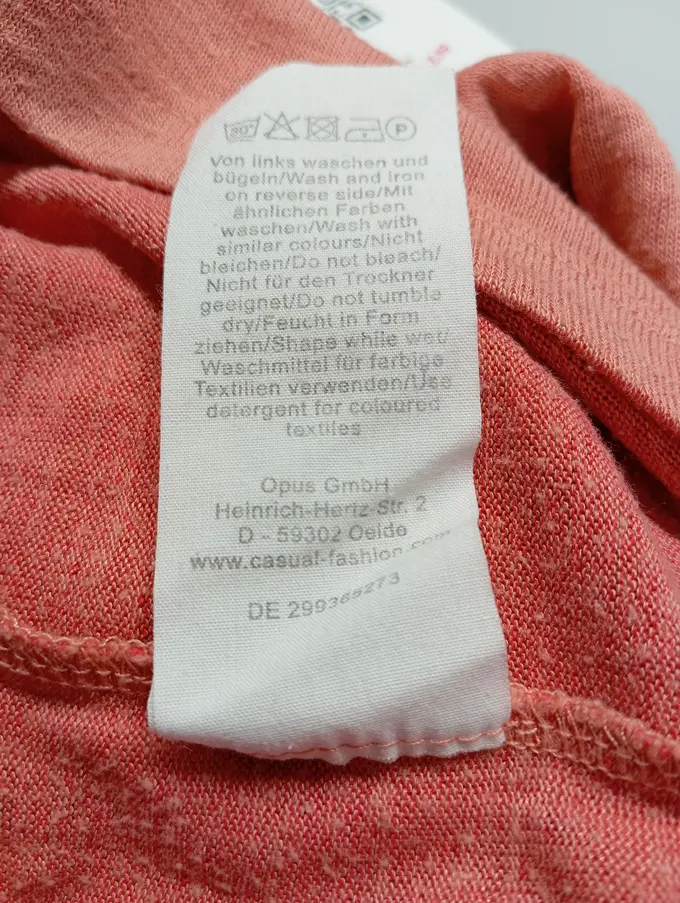 30°
P
Von links waschen und
bügeln/Wash and iron
on reverse side/Mit
ähnlichen Farben
waschen/Wash with
similar colours/Nicht
bleichen/Do not bleach/
Nicht für den Trockner
geeignet/Do not tumble
dry/Feucht in Form
ziehen/Shape while wet/
Waschmittel für farbige
Textilien verwenden/Use
detergent for coloured
textiles
Opus GmbH
Heinrich-Hertz-Str. 2
D - 59302 Oelde
www.casual-fashion.com
DE 299365273